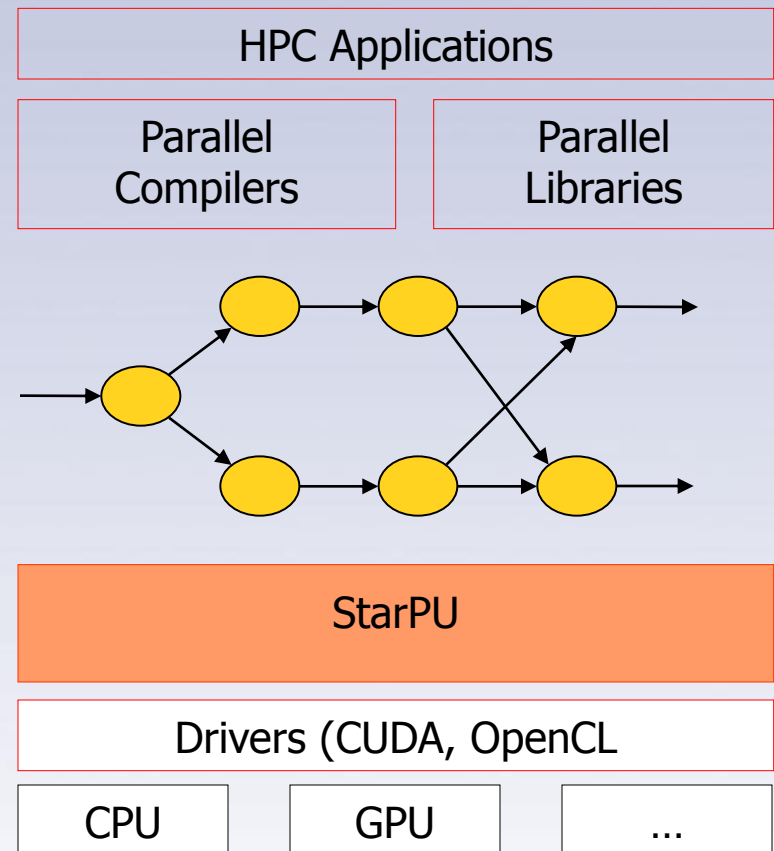 HPC Applications
Parallel
Compilers
Parallel
Libraries
StarPU
Drivers (CUDA, OpenCL
CPU
GPU
...